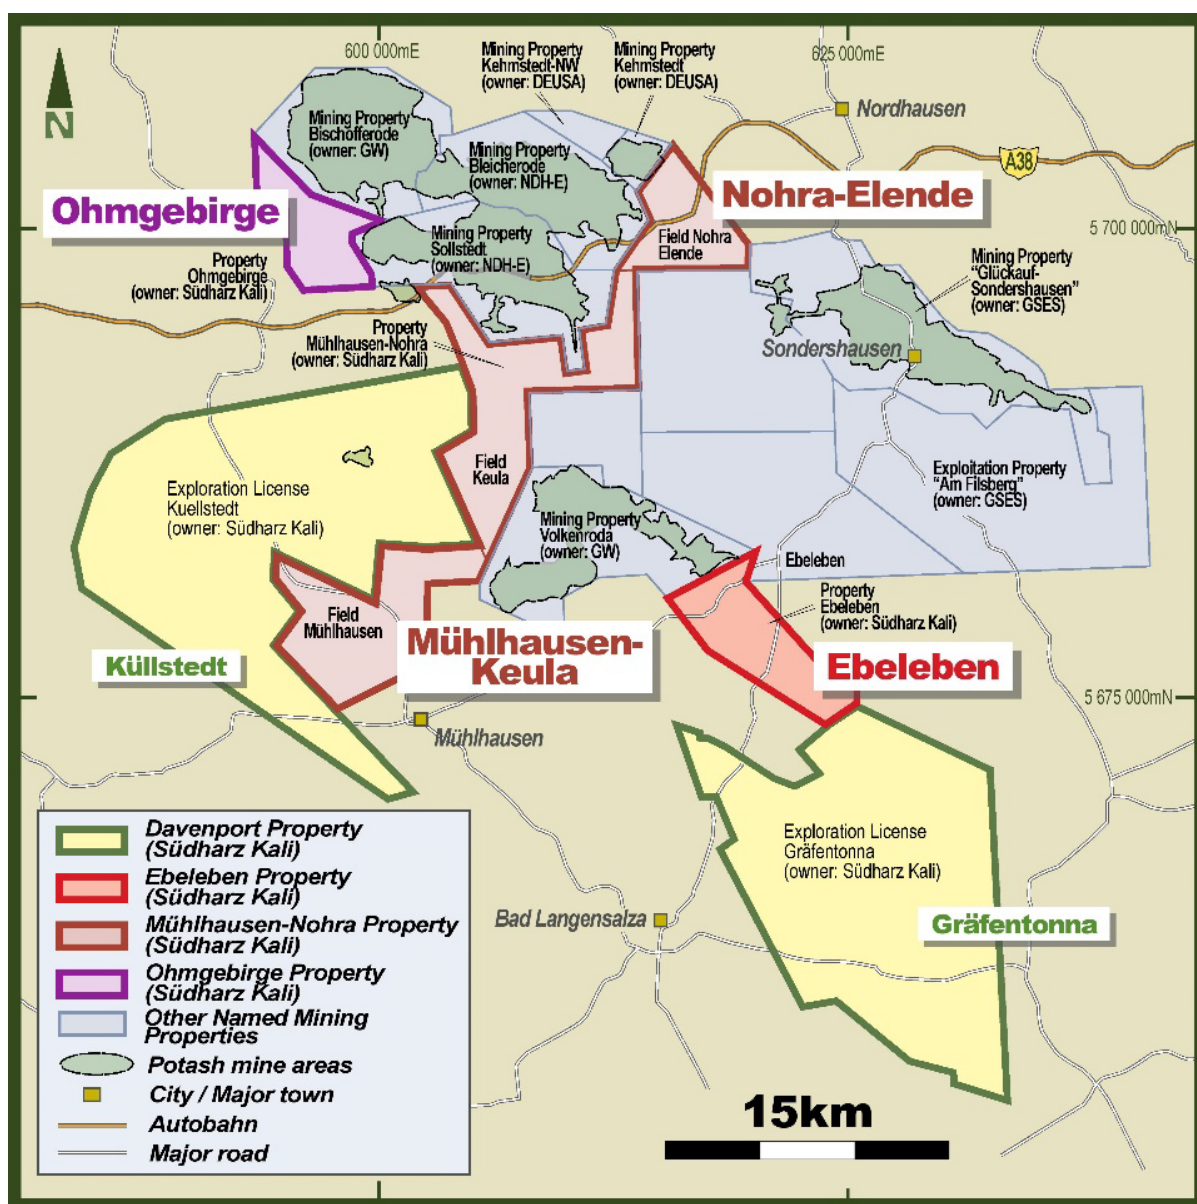 600 000mE
625 000mE
Mining Property
Kehmstedt-NW
(owner: DEUSA)
Mining Property
Kehmstedt
(owner: DEUSA)
N
Nordhausen
Mining Property
Bischofferode
(owner: GW)
Mining Property
Bleicherode
(owner: NDH-E)
A38
Ohmgebirge
Nohra-Elende
5 700 000mN
Mining Property
Sollstedt
(owner: NDH-E)
Field Nohra
Elende
Property
Ohmgebirge
(owner: Südharz Kali)
Mining Property
"Glückauf-
Sondershausen"
(owner: GSES)
Property
Mühlhausen-Nohra
(owner: Südharz Kali)
Sondershausen
Field
Keula
Exploration License
Kuellstedt
(owner: Südharz Kali)
Exploitation Property
"Am Filsberg"
(owner: GSES)
Mining Property
Volkenroda
(owner: GW)
Ebeleben
Property
Ebeleben
(owner: Südharz Kali)
Field
Mühlhausen
Mühlhausen-
Keula
Küllstedt
Ebeleben
5 675 000mN
Mühlhausen
Exploration License
Gräfentonna
(owner: Südharz Kali)
Bad Langensalza
Gräfentonna
Davenport Property
(Südharz Kali)
Ebeleben Property
(Südharz Kali)
Mühlhausen-Nohra Property
(Südharz Kali)
Ohmgebirge Property
(Südharz Kali)
Other Named Mining
Properties
Potash mine areas
City / Major town
Autobahn
Major road
15km